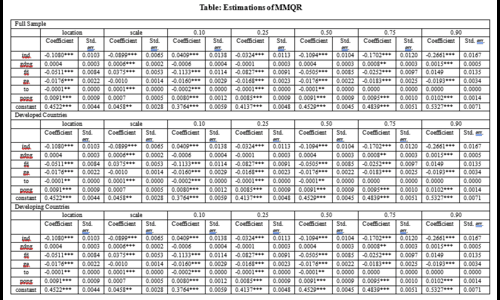 Table: Estimations of MMQR
Full Sample
location scale 0.10 0.25 0.50 0.75 0.90
Coefficient Std. err. Coefficient Std. err. Coefficient Std. err. Coefficient Std. err. Coefficient Std. err. Coefficient Std. err. Coefficient Std. err.
ind -0.1080*** 0.0103 -0.0899*** 0.0065 0.0409*** 0.0138 -0.0324*** 0.0113 -0.1094*** 0.0104 -0.1702*** 0.0120 -0.2661*** 0.0167
0.0004 0.0003 0.0006*** 0.0002 -0.0006 0.0004 -0.0001 0.0003 0.0004 0.0003 0.0008** 0.0003 0.0015*** 0.0005
-0.0511*** 0.0084 0.0375*** 0.0053 -0.1133*** 0.0114 -0.0827*** 0.0091 -0.0505*** 0.0085 -0.0252*** 0.0097 0.0149 0.0135
-0.0176*** 0.0022 -0.0010 0.0014 -0.0160*** 0.0029 -0.0168*** 0.0023 -0.0176*** 0.0022 -0.0183*** 0.0025 -0.0193*** 0.0034
to -0.0001** 0.0000 0.0001*** 0.0000 -0.0002*** 0.0000 -0.0001*** 0.0000 -0.0001** 0.0000 0.0000 0.0000 0.0000 0.0000
0.0091*** 0.0009 0.0007 0.0005 0.0080*** 0.0012 0.0085*** 0.0009 0.0091*** 0.0009 0.0095*** 0.0010 0.0102*** 0.0014
constant 0.4522*** 0.0044 0.0458** 0.0028 0.3764*** 0.0059 0.4137*** 0.0048 0.4529*** 0.0045 0.4839*** 0.0051 0.5327*** 0.0071
Developed Countries
location scale 0.10 0.25 0.50 0.75 0.90
Coefficient Std. err. Coefficient Std. err. Coefficient Std. err. Coefficient Std. err. Coefficient Std. err. Coefficient Std. err. Coefficient Std. err.
ind -0.1080*** 0.0103 -0.0899*** 0.0065 0.0409*** 0.0138 -0.0324*** 0.0113 -0.1094*** 0.0104 -0.1702*** 0.0120 -0.2661*** 0.0167
0.0004 0.0003 0.0006*** 0.0002 -0.0006 0.0004 -0.0001 0.0003 0.0004 0.0003 0.0008** 0.0003 0.0015*** 0.0005
-0.0511*** 0.0084 0.0375*** 0.0053 -0.1133*** 0.0114 -0.0827*** 0.0091 -0.0505*** 0.0085 -0.0252*** 0.0097 0.0149 0.0135
-0.0176*** 0.0022 -0.0010 0.0014 -0.0160*** 0.0029 -0.0168*** 0.0023 -0.0176*** 0.0022 -0.0183*** 0.0025 -0.0193*** 0.0034
to -0.0001** 0.0000 0.0001*** 0.0000 -0.0002*** 0.0000 -0.0001*** 0.0000 -0.0001** 0.0000 0.0000 0.0000 0.0000 0.0000
0.0091*** 0.0009 0.0007 0.0005 0.0080*** 0.0012 0.0085*** 0.0009 0.0091*** 0.0009 0.0095*** 0.0010 0.0102*** 0.0014
constant 0.4522*** 0.0044 0.0458** 0.0028 0.3764*** 0.0059 0.4137*** 0.0048 0.4529*** 0.0045 0.4839*** 0.0051 0.5327*** 0.0071
Developing Countries
location scale 0.10 0.25 0.50 0.75 0.90
Coefficient Std. err. Coefficient Std. err. Coefficient Std. err. Coefficient Std. err. Coefficient Std. err. Coefficient Std. err. Coefficient Std. err.
ind -0.1080*** 0.0103 -0.0899*** 0.0065 0.0409*** 0.0138 -0.0324*** 0.0113 -0.1094*** 0.0104 -0.1702*** 0.0120 -0.2661*** 0.0167
0.0004 0.0003 0.0006*** 0.0002 -0.0006 0.0004 -0.0001 0.0003 0.0004 0.0003 0.0008** 0.0003 0.0015*** 0.0005
-0.0511*** 0.0084 0.0375*** 0.0053 -0.1133*** 0.0114 -0.0827*** 0.0091 -0.0505*** 0.0085 -0.0252*** 0.0097 0.0149 0.0135
-0.0176*** 0.0022 -0.0010 0.0014 -0.0160*** 0.0029 -0.0168*** 0.0023 -0.0176*** 0.0022 -0.0183*** 0.0025 -0.0193*** 0.0034
to -0.0001** 0.0000 0.0001*** 0.0000 -0.0002*** 0.0000 -0.0001*** 0.0000 -0.0001** 0.0000 0.0000 0.0000 0.0000 0.0000
0.0091*** 0.0009 0.0007 0.0005 0.0080*** 0.0012 0.0085*** 0.0009 0.0091*** 0.0009 0.0095*** 0.0010 0.0102*** 0.0014
constant 0.4522*** 0.0044 0.0458** 0.0028 0.3764*** 0.0059 0.4137*** 0.0048 0.4529*** 0.0045 0.4839*** 0.0051 0.5327*** 0.0071